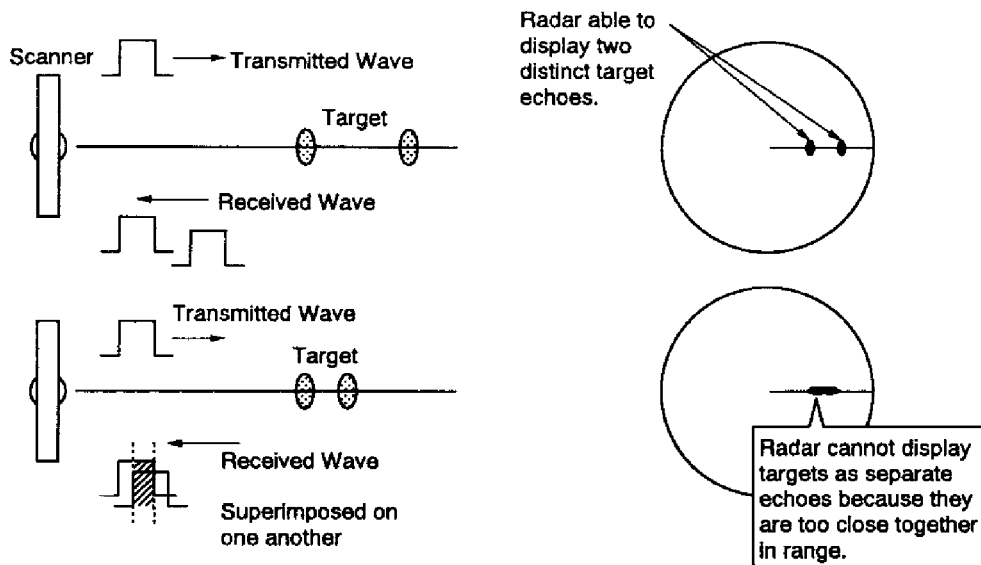 Scanner
Transmitted Wave
Target
Received Wave
Radar able to
display two
distinct target
echoes.
Transmitted Wave
Target
Received Wave
Superimposed on
one another
Radar cannot display
targets as separate
echoes because they
are too close together
in range.